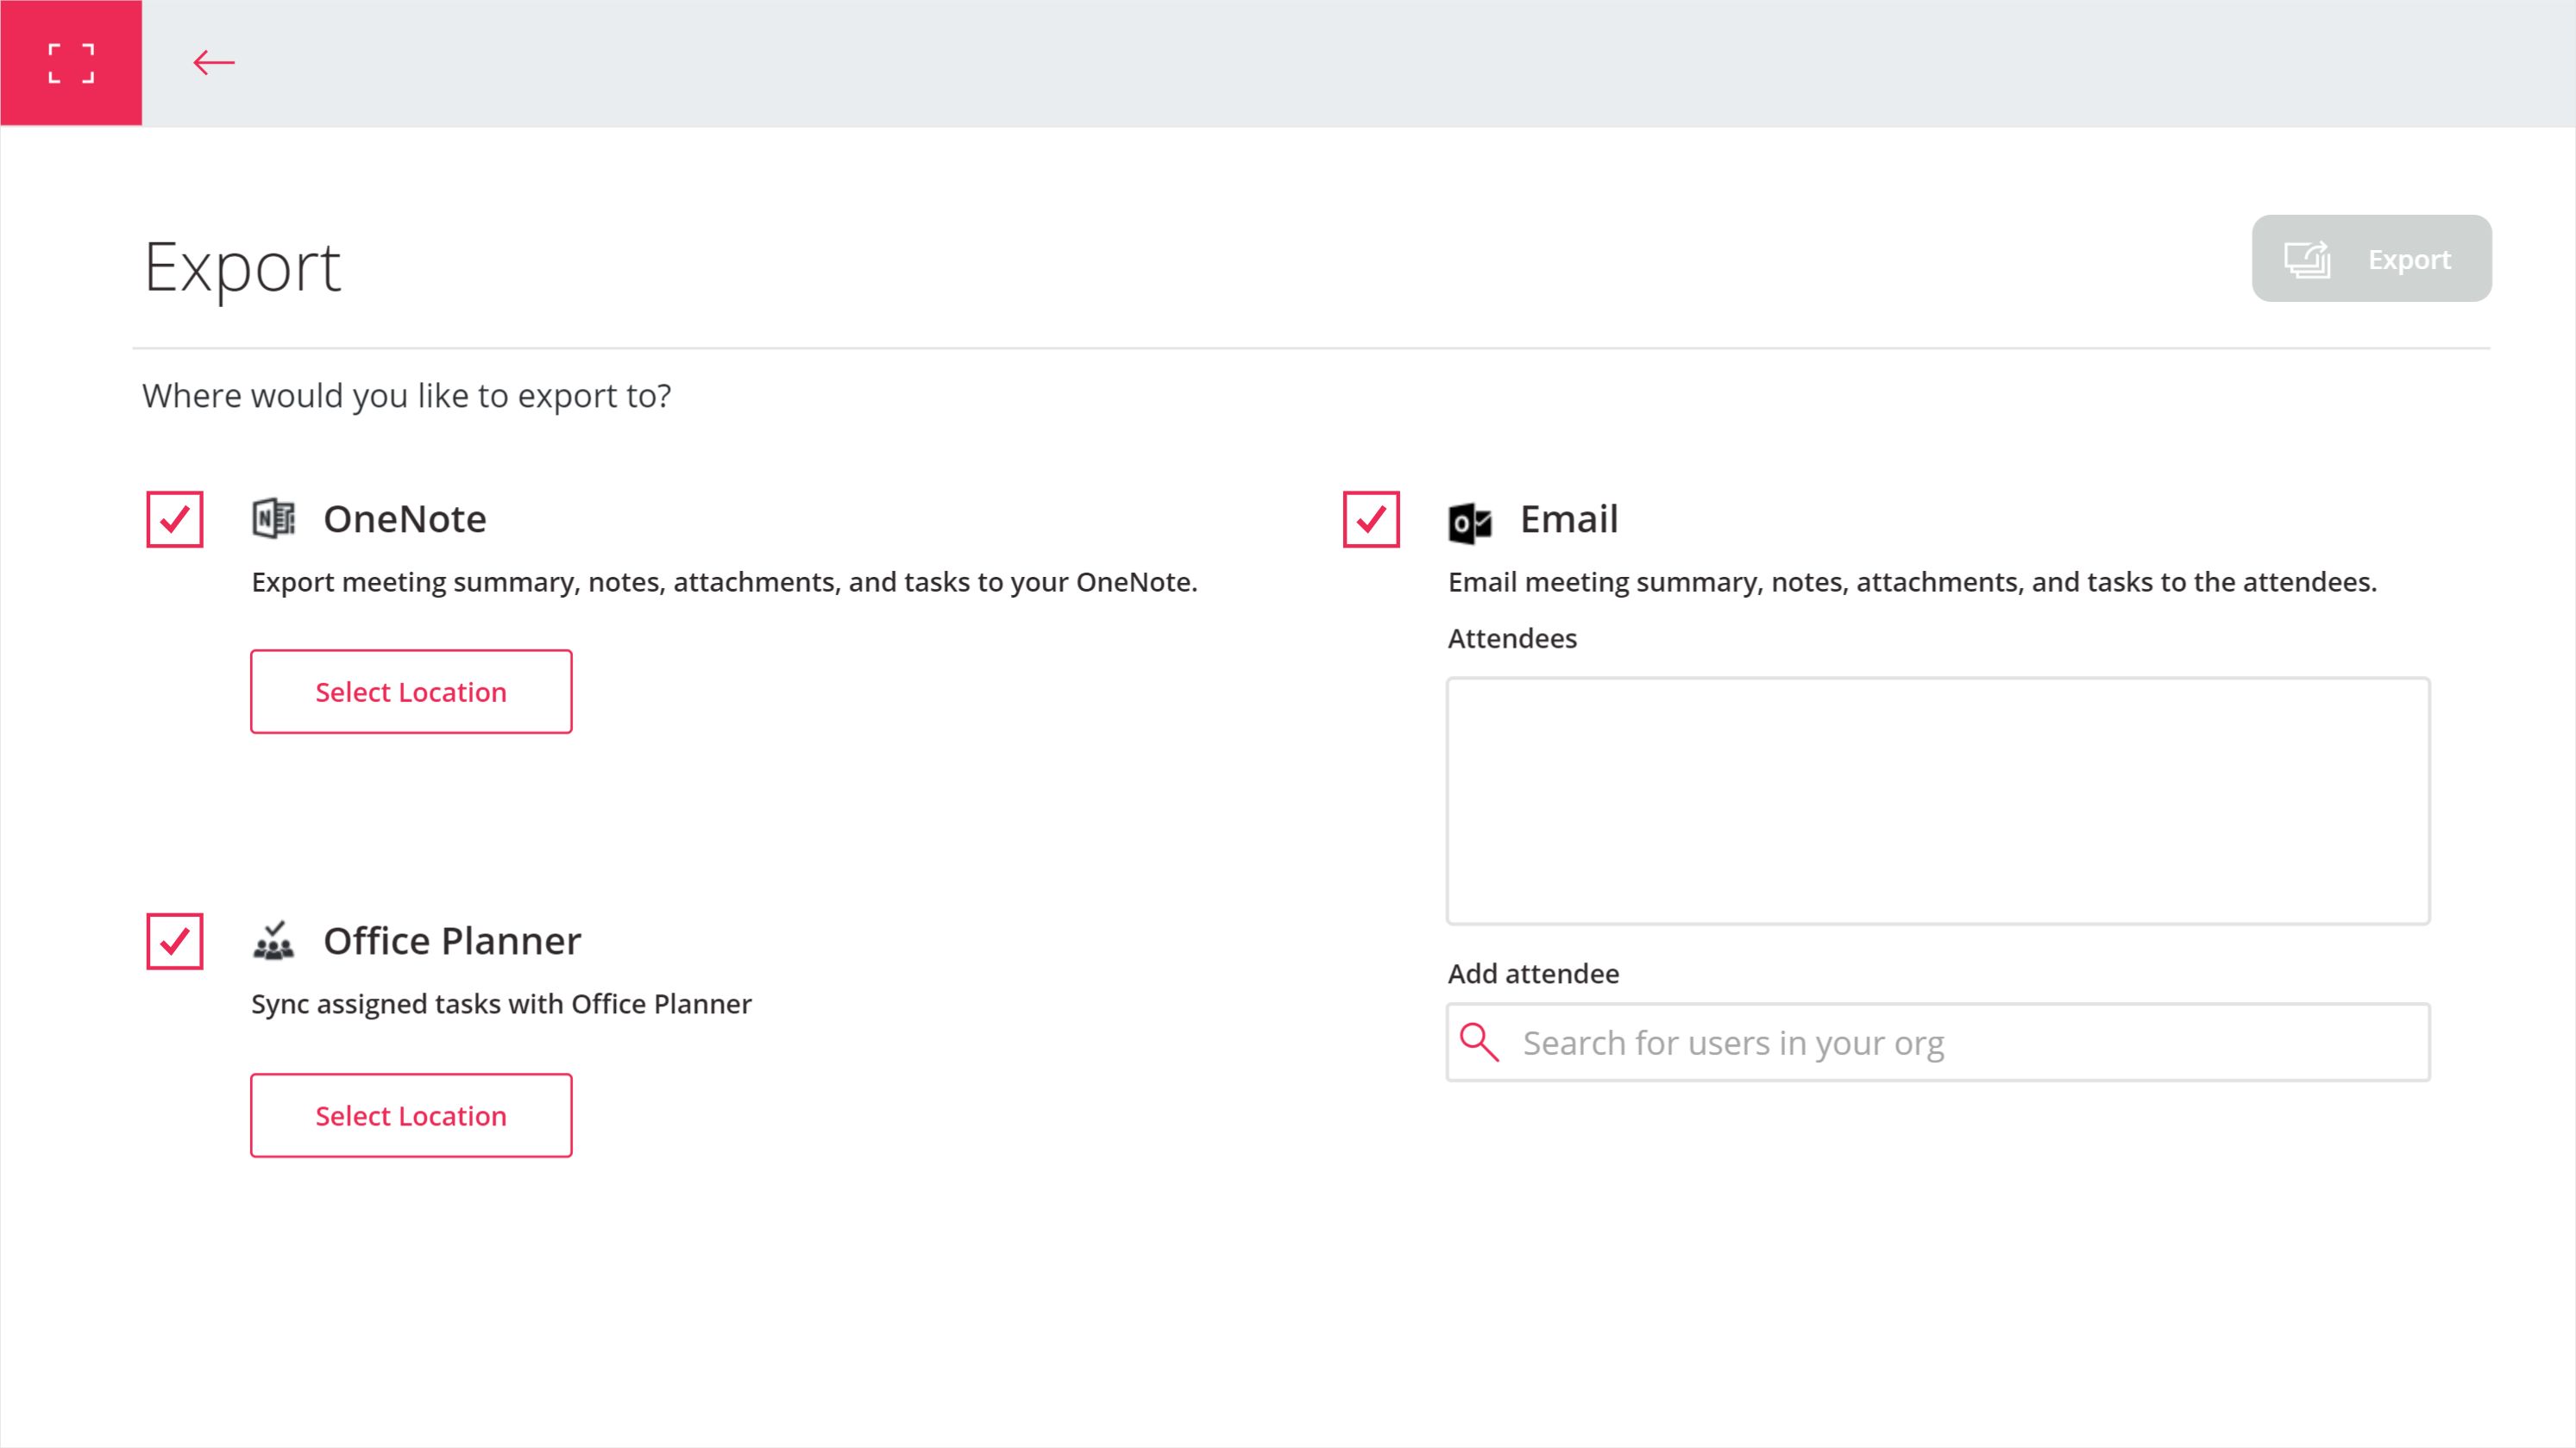 Export
Export
Where would you like to export to?
N
OneNote
Export meeting summary, notes, attachments, and tasks to your OneNote.
Select Location
Office Planner
Sync assigned tasks with Office Planner
Select Location
O
Email
Email meeting summary, notes, attachments, and tasks to the attendees.
Attendees
Add attendee
Search for users in your org